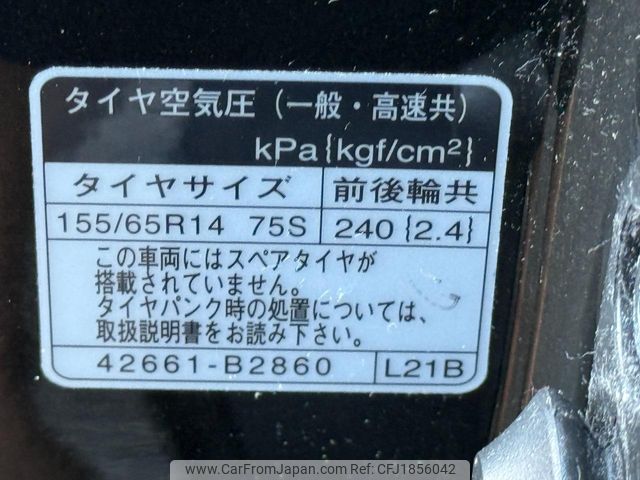 タイヤ空気圧（一般・高速共）
kPa{kgf/cm²}
タイヤサイズ 前後輪共
155/65R14 75S 240{2.4}
この車両にはスペアタイヤが
搭載されていません。
タイヤパンク時の処置については、
取扱説明書をお読み下さい。
42661-B2860 L21B
www.CarFromJapan.com Photo ID: CFJ1856042